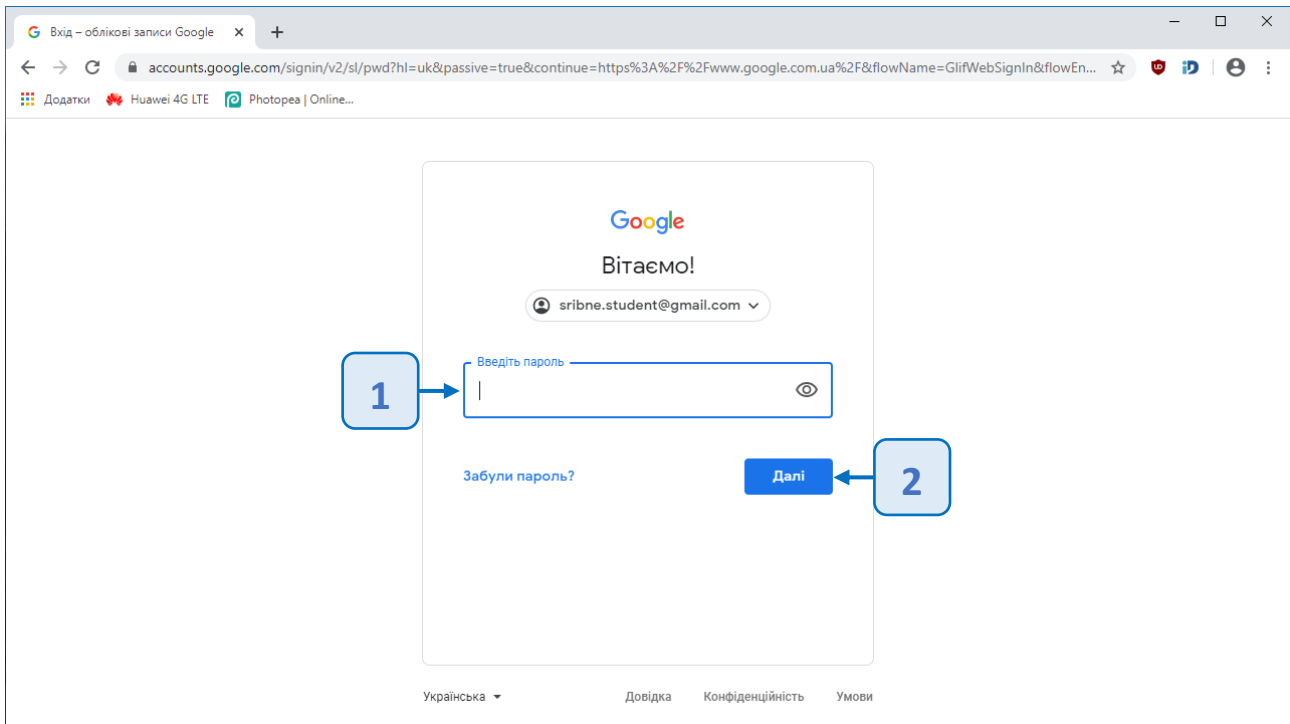 Вхід – облікові записи Google
accounts.google.com/signin/v2/sl/pwd?hl=uk&passive=true&continue=https%3A%2F%2Fwww.google.com.ua%2F&flowName=GlifWebSignIn&flowEn...
Додатки Huawei 4G LTE Photopea | Online...
Google
Вітаємо!
sribne.student@gmail.com
Введіть пароль
1
Забули пароль? Далі
2
Українська Довідка Конфіденційність Умови